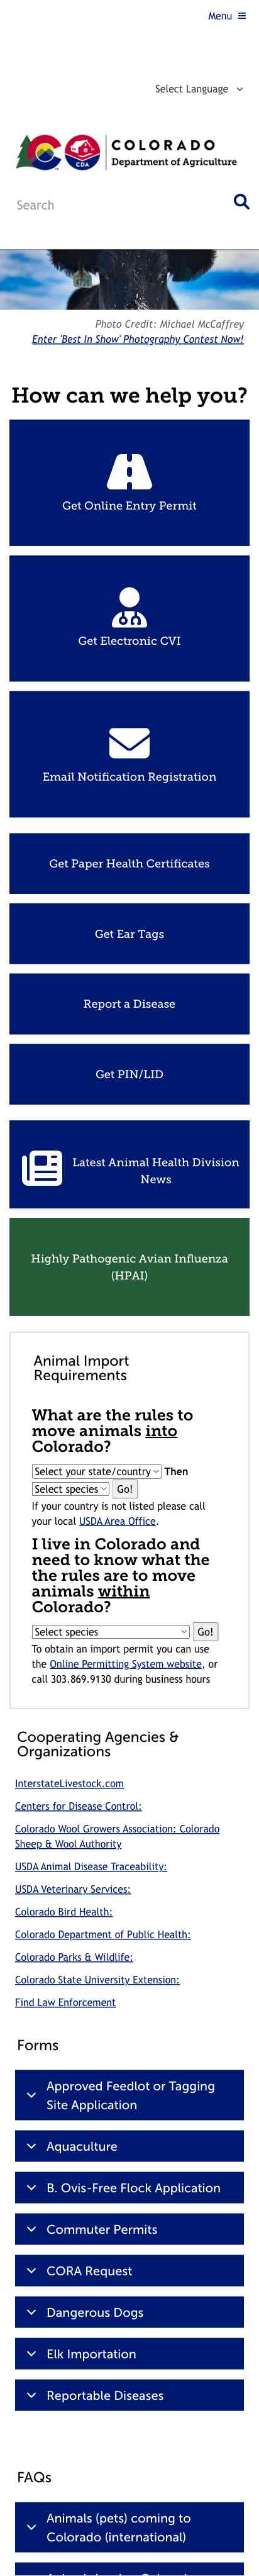 Menu
Select Language
COLORADO
Department of Agriculture
CDA
Search
Photo Credit: Michael McCaffrey
Enter 'Best In Show' Photography Contest Now!
How can we help you?
Get Online Entry Permit
Get Electronic CVI
Email Notification Registration
Get Paper Health Certificates
Get Ear Tags
Report a Disease
Get PIN/LID
Latest Animal Health Division
News
Highly Pathogenic Avian Influenza
(HPAI)
Animal Import
Requirements
What are the rules to
move animals into
Colorado?
Select your state/country Then
Select species Go!
If your country is not listed please call
your local USDA Area Office.
I live in Colorado and
need to know what the
the rules are to move
animals within
Colorado?
Select species Go!
To obtain an import permit you can use
the Online Permitting System website, or
call 303.869.9130 during business hours
Cooperating Agencies &
Organizations
InterstateLivestock.com
Centers for Disease Control:
Colorado Wool Growers Association: Colorado
Sheep & Wool Authority
USDA Animal Disease Traceability:
USDA Veterinary Services:
Colorado Bird Health:
Colorado Department of Public Health:
Colorado Parks & Wildlife:
Colorado State University Extension:
Find Law Enforcement
Forms
Approved Feedlot or Tagging
Site Application
Aquaculture
B. Ovis-Free Flock Application
Commuter Permits
CORA Request
Dangerous Dogs
Elk Importation
Reportable Diseases
FAQs
Animals (pets) coming to
Colorado (international)